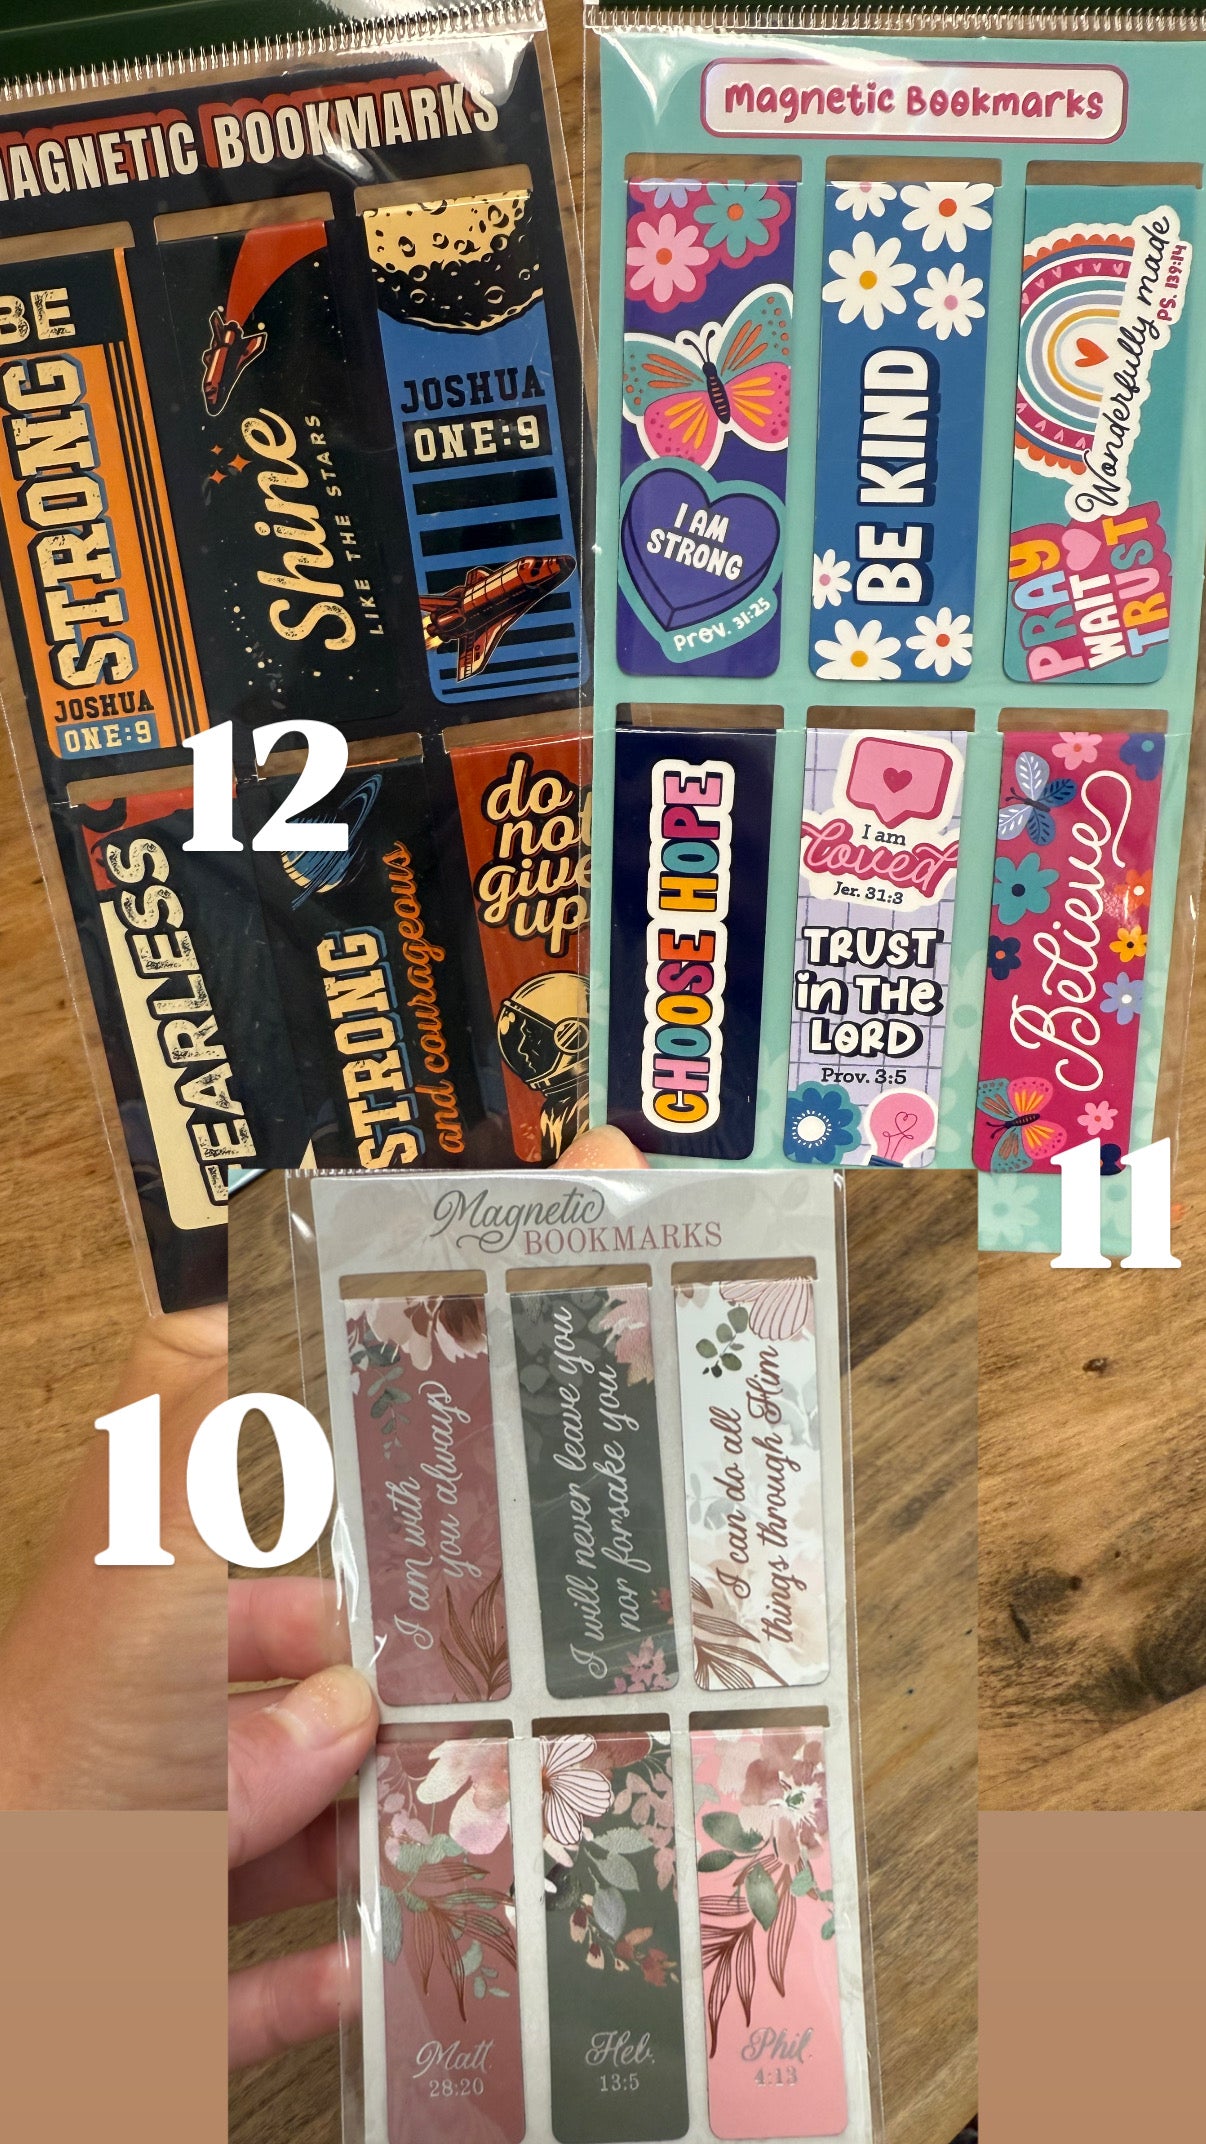 MAGNETIC BOOKMARKS
BE
STRONG
JOSHUA
ONE:9
Shine
LIKE THE STARS
JOSHUA
ONE:9
FEARLESS
STRONG
and courageous
do
not
give
up
12
Magnetic Bookmarks
I AM
STRONG
Prov. 31:25
BE KIND
Wonderfully made
PS. 139:14
PRAY
WAIT
TRUST
CHOOSE HOPE
I am
loved
Jer. 31:3
TRUST
in THE
LORD
Prov. 3:5
Believe
11
Magnetic
BOOKMARKS
I am with
you always
I will never leave you
nor forsake you
I can do all
things through Him
Matt.
28:20
Heb.
13:5
Phil.
4:13
10